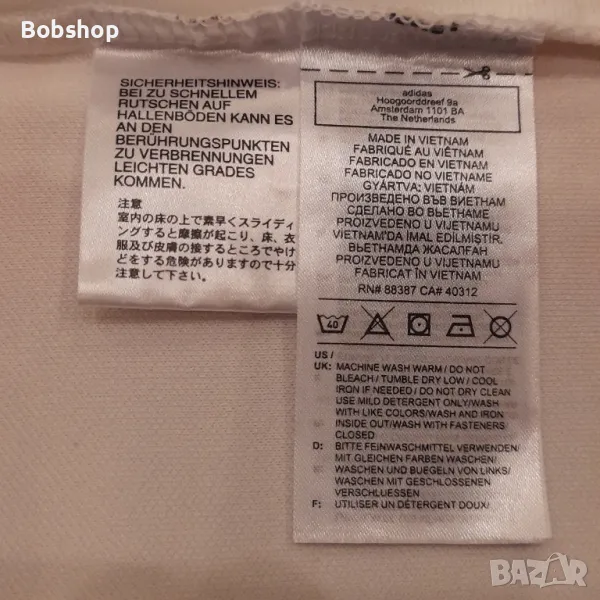 Bobshop
SICHERHEITSHINWEIS:
BEI ZU SCHNELLEM
RUTSCHEN AUF
HALLENBÖDEN KANN ES
AN DEN
BERÜHRUNGSPUNKTEN
ZU VERBRENNUNGEN
LEICHTEN GRADES
KOMMEN.
注意
室内の床の上で素早くスライディ
ングすると摩擦が起こり、床、衣
服及び皮膚の接するところでやけ
どをする危険がありますので十分
注意して下さい。
adidas
Hoogoorddreef 9a
Amsterdam 1101 BA
The Netherlands
MADE IN VIETNAM
FABRIQUÉ AU VIÊTNAM
FABRICADO EN VIETNAM
FABRICADO NO VIETNAME
GYÁRTVA: VIETNÁM
ПРОИЗВЕДЕНО ВЪВ ВИЕТНАМ
СДЕЛАНО ВО ВЬЕТНАМЕ
PROIZVEDENO U VIJETNAMU
VIETNAM'DA İMAL EDİLMİŞTİR.
ВЬЕТНАМДА ЖАСАЛҒАН
PROIZVEDENO U VIJETNAMU
FABRICAT ÎN VIETNAM
RN# 88387 CA# 40312
40
US /
UK: MACHINE WASH WARM / DO NOT
BLEACH / TUMBLE DRY LOW / COOL
IRON IF NEEDED / DO NOT DRY CLEAN
USE MILD DETERGENT ONLY/WASH
WITH LIKE COLORS/WASH AND IRON
INSIDE OUT/WASH WITH FASTENERS
CLOSED
D: BITTE FEINWASCHMITTEL VERWENDEN/
MIT GLEICHEN FARBEN WASCHEN/
WASCHEN UND BUEGELN VON LINKS/
WASCHEN MIT GESCHLOSSENEN
VERSCHLUESSEN
F: UTILISER UN DÉTERGENT DOUX/
BAZAR